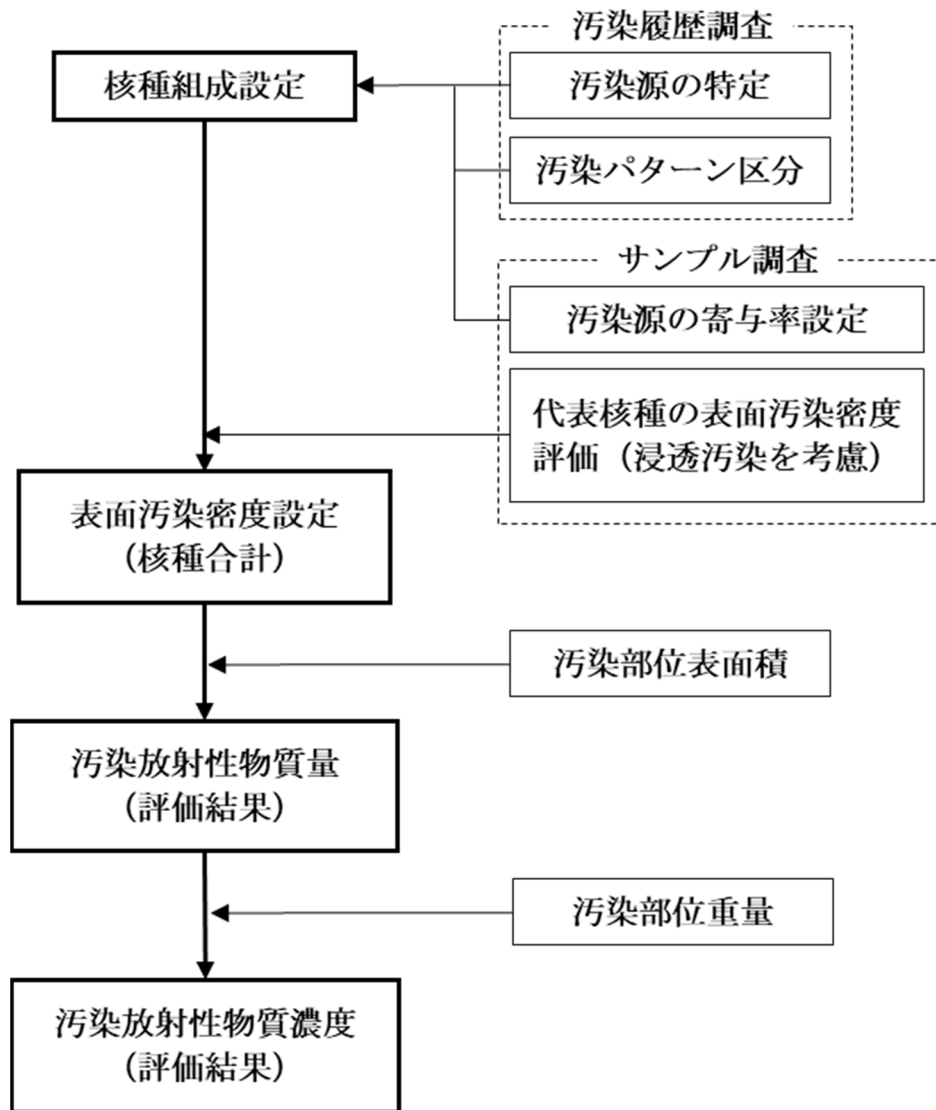 汚染履歴調査
核種組成設定
汚染源の特定
汚染パターン区分
サンプル調査
汚染源の寄与率設定
代表核種の表面汚染密度
評価（浸透汚染を考慮）
表面汚染密度設定
（核種合計）
汚染部位表面積
汚染放射性物質量
（評価結果）
汚染部位重量
汚染放射性物質濃度
（評価結果）